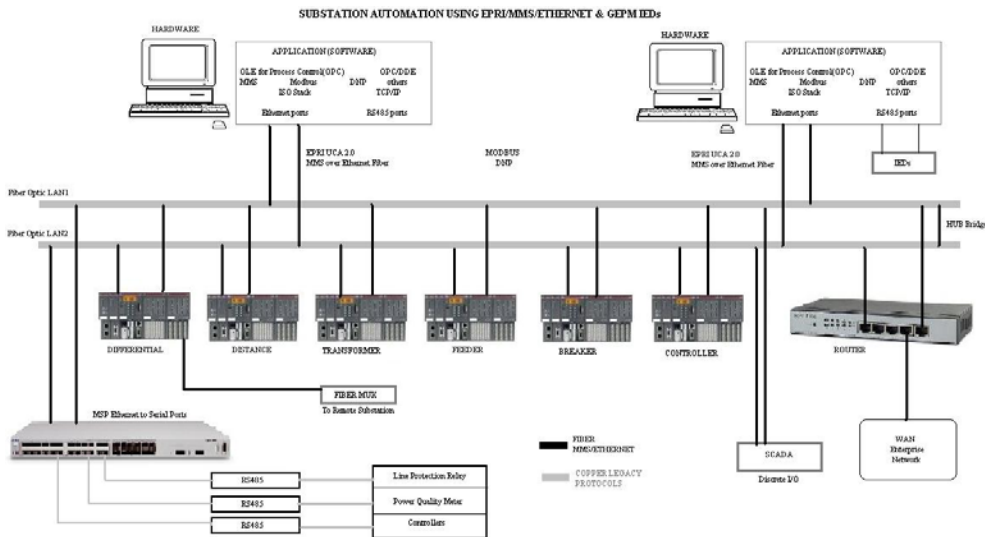 SUBSTATION AUTOMATION USING EPRI/MMS/ETHERNET & GEPM IEDs
HARDWARE
APPLICATION (SOFTWARE)
OLE for Process Control(OPC) OPC/DDE
MMS Modbus DNP others
ISO Stack TCP/IP
Ethernet ports RS485 ports
HARDWARE
APPLICATION (SOFTWARE)
OLE for Process Control(OPC) OPC/DDE
MMS Modbus DNP others
ISO Stack TCP/IP
Ethernet ports RS485 ports
EPRI UCA 2.0
MMS over Ethernet Fiber
MODBUS
DNP
EPRI UCA 2.0
MMS over Ethernet Fiber
IEDs
Fiber Optic LAN1
Fiber Optic LAN2
HUB Bridge
DIFFERENTIAL
DISTANCE
TRANSFORMER
FEEDER
BREAKER
CONTROLLER
ROUTER
FIBER MUX
To Remote Substation
MSP Ethernet to Serial Ports
FIBER
MMS/ETHERNET
COPPER LEGACY
PROTOCOLS
SCADA
Discrete I/O
WAN
Enterprise
Network
RS485
Line Protection Relay
RS485
Power Quality Meter
RS485
Controllers